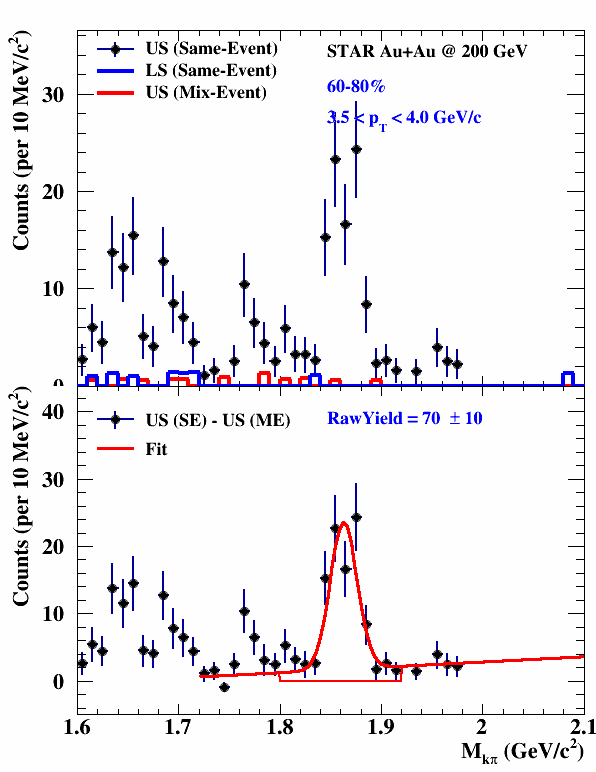 US (Same-Event)
LS (Same-Event)
US (Mix-Event)
STAR Au+Au @ 200 GeV
60-80%
3.5 < p_T < 4.0 GeV/c
Counts (per 10 MeV/c²)
30
20
10
0
US (SE) - US (ME)
Fit
RawYield = 70 ± 10
Counts (per 10 MeV/c²)
40
30
20
10
0
1.6 1.7 1.8 1.9 2 2.1
M_kπ (GeV/c²)